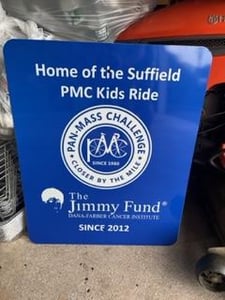 Home of the Suffield
PMC Kids Ride
PAN-MASS CHALLENGE
PMC
SINCE 1980
CLOSER BY THE MILE
The
Jimmy Fund®
DANA-FARBER CANCER INSTITUTE
SINCE 2012